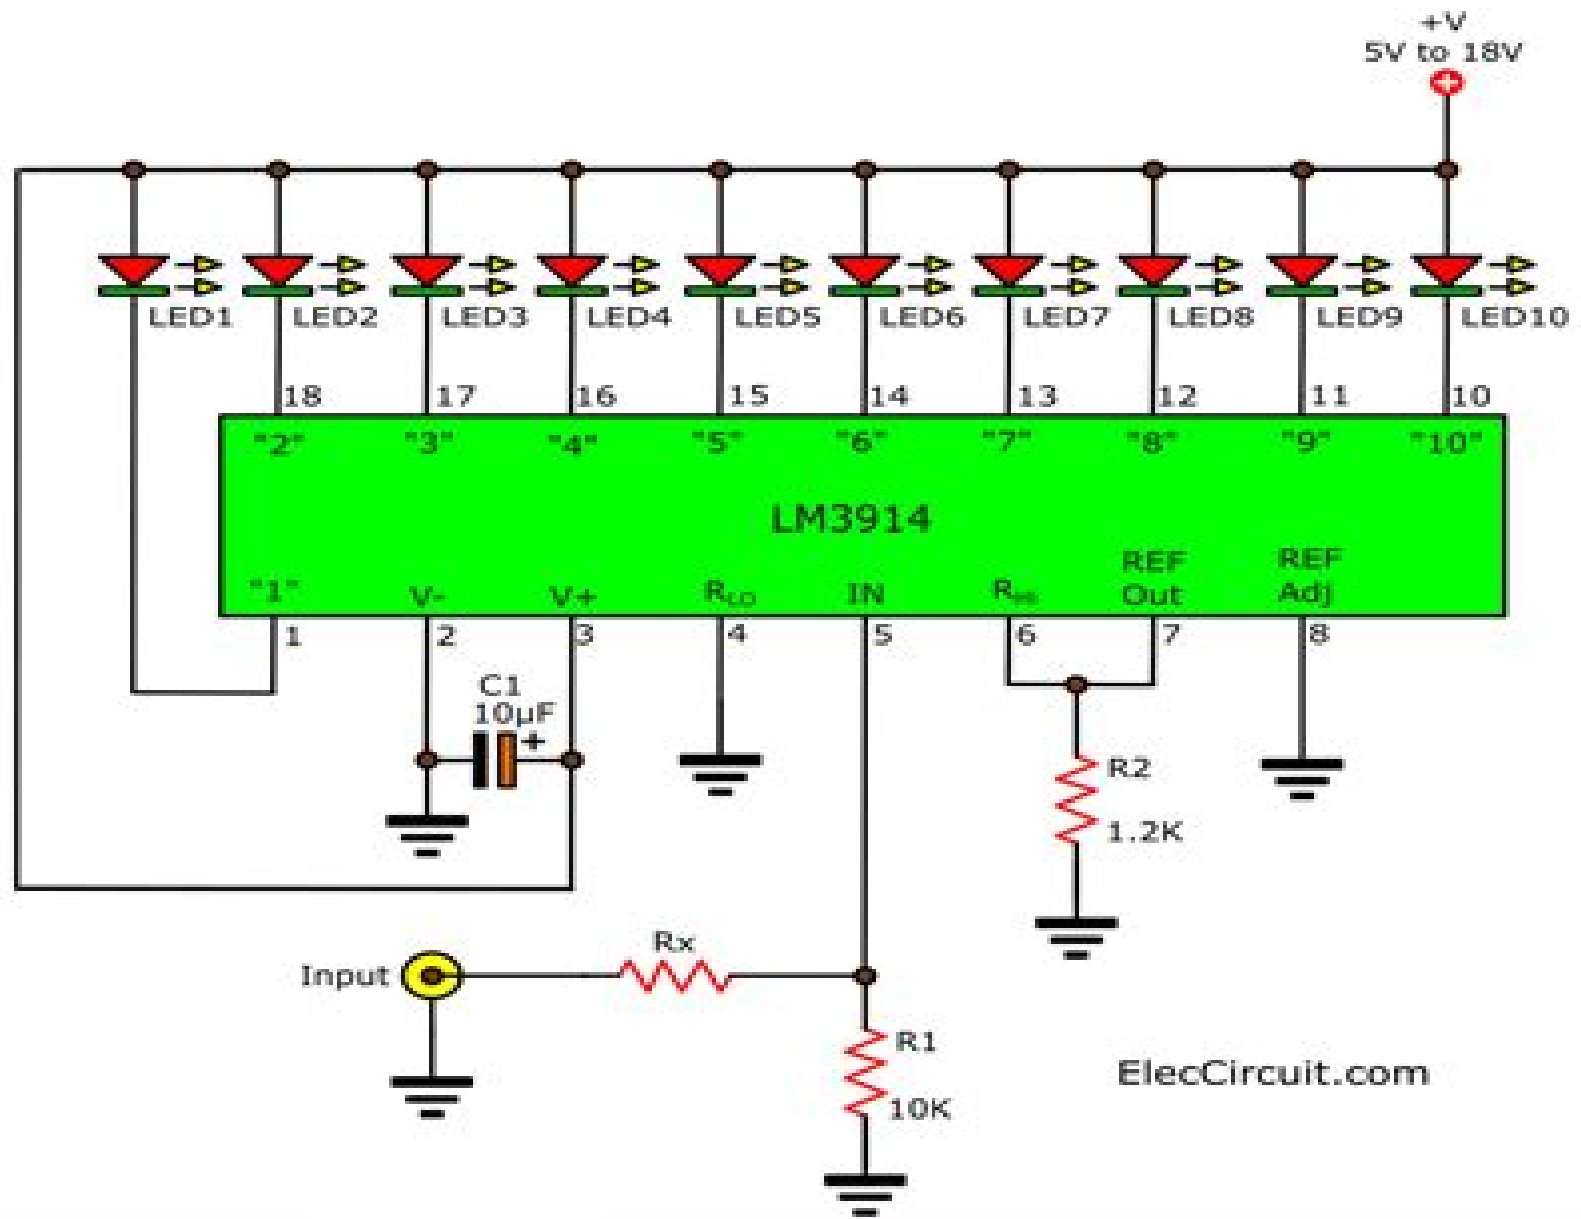 +V
5V to 18V
LED1 LED2 LED3 LED4 LED5 LED6 LED7 LED8 LED9 LED10
18 17 16 15 14 13 12 11 10
"2" "3" "4" "5" "6" "7" "8" "9" "10"
LM3914
REF REF
"1" V- V+ RLO IN RHI Out Adj
1 2 3 4 5 6 7 8
C1
10µF
+
R2
1.2K
Rx
Input
R1
10K
ElecCircuit.com